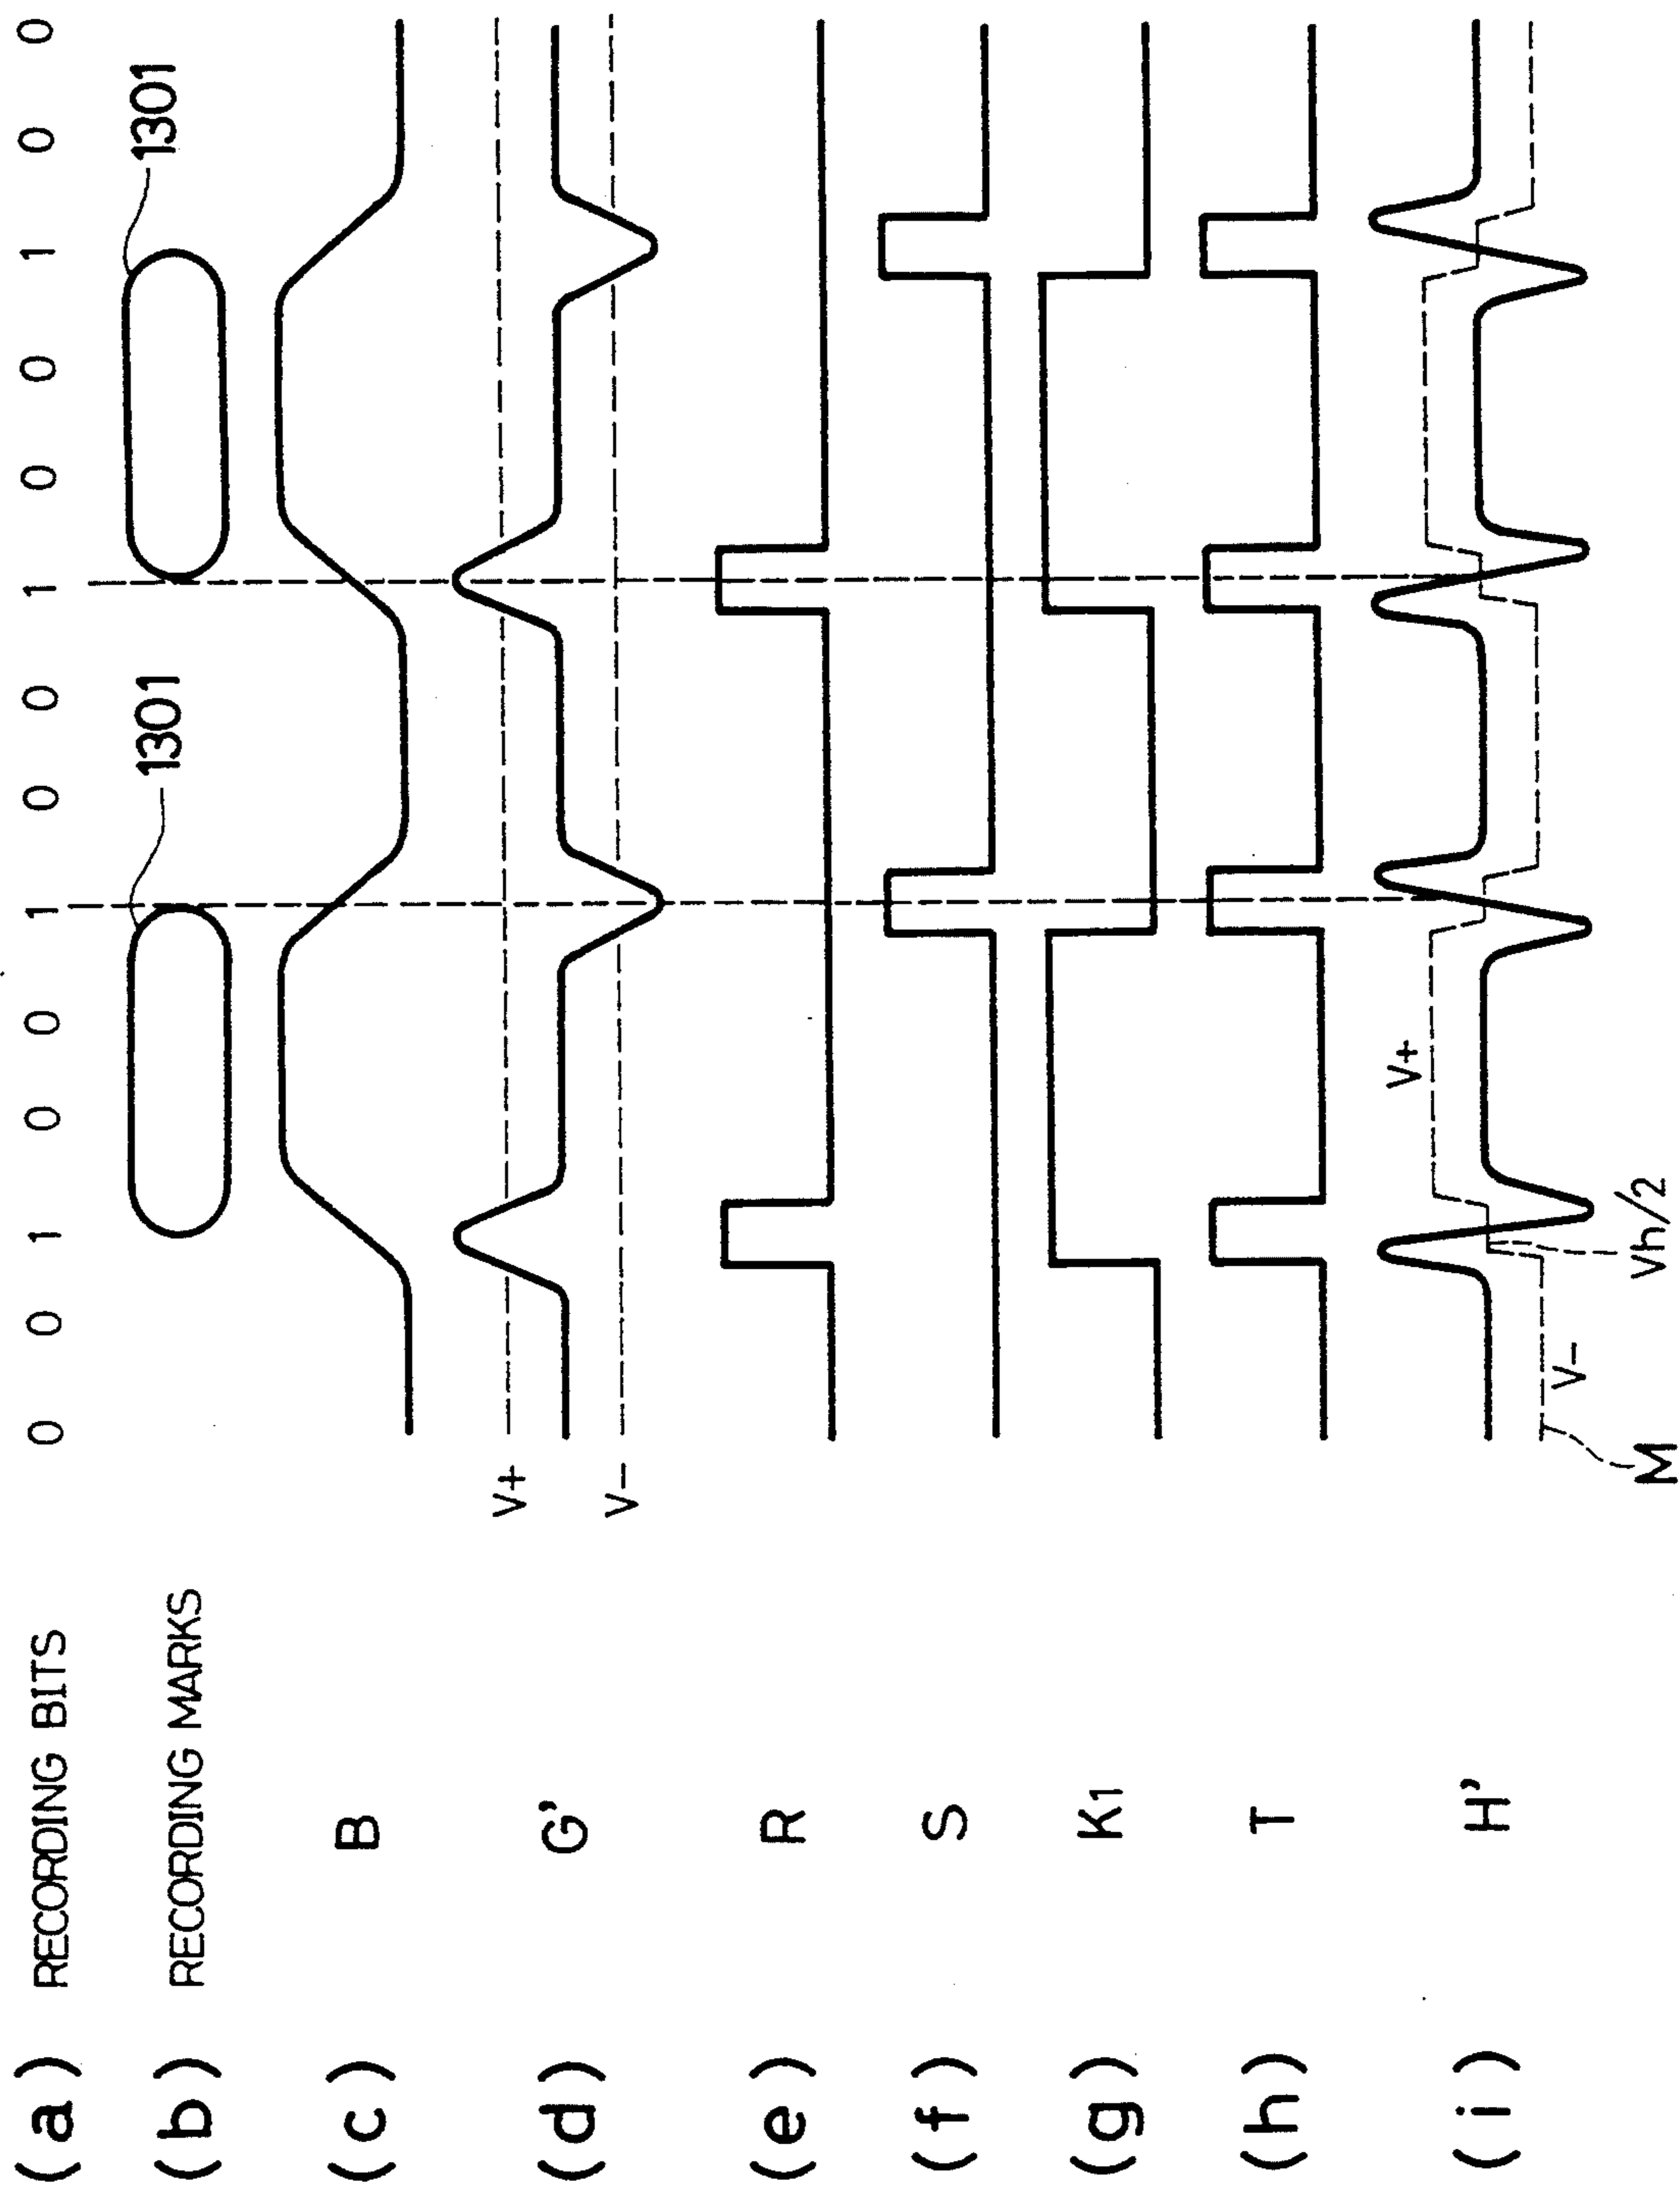 (a) RECORDING BITS 0 0 1 0 0 1 0 0 1 0 0 1 0 0
(b) RECORDING MARKS 1301 1301
(c) B
(d) G' V+
V-
(e) R
(f) S
(g) K1
(h) T
(i) H' V+
V-
M Vh/2